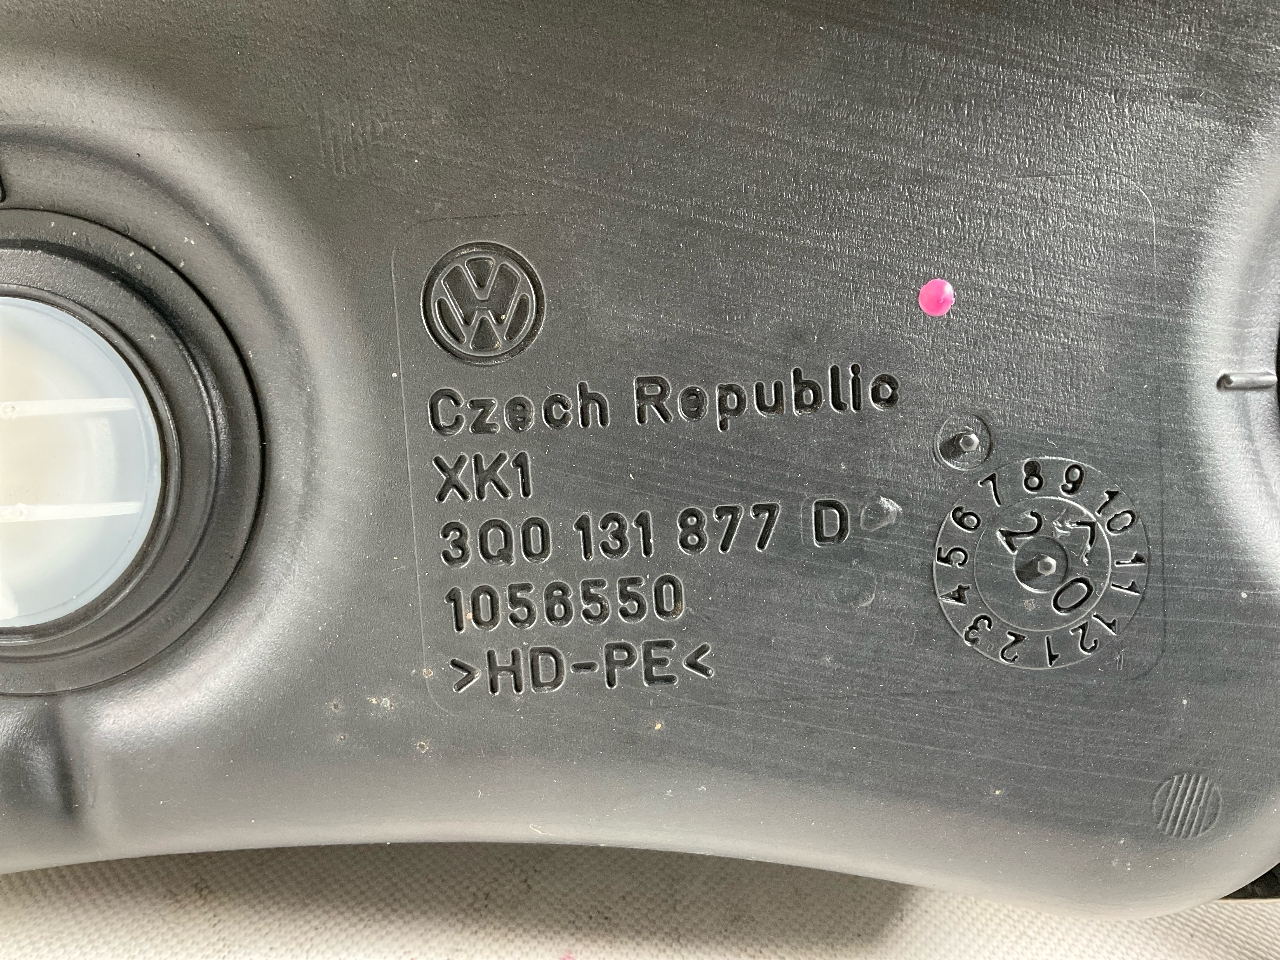 Czech Republic
XK1
3Q0 131 877 D
1056550
>HD-PE<
1 2 3 4 5 6 7 8 9 10 11 12
2 0